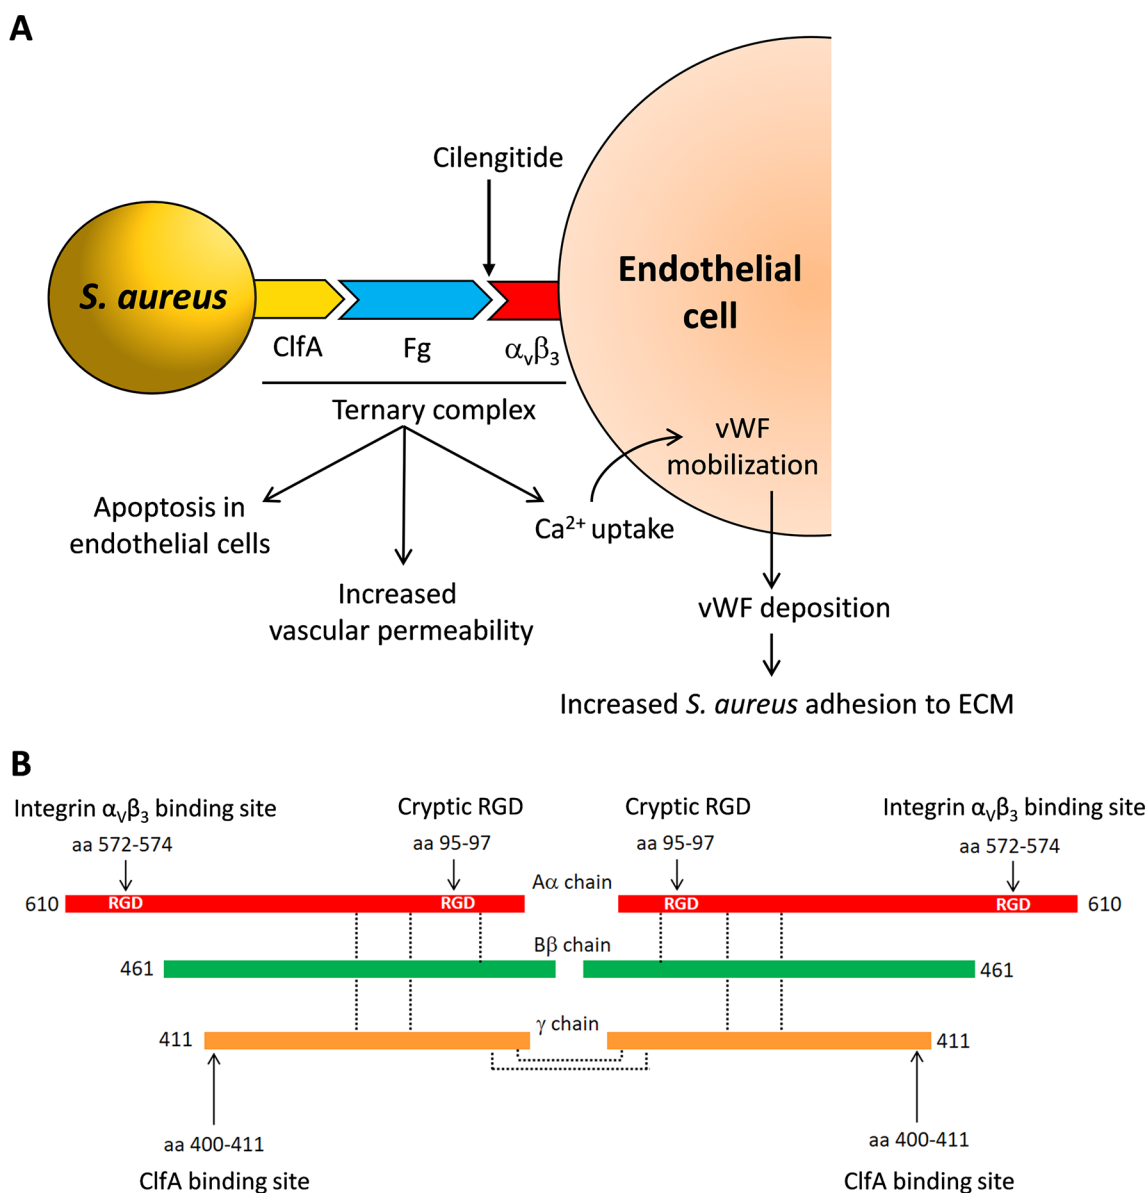 A
Cilengitide
S. aureus
Endothelial
cell
ClfA
Fg
αvβ3
Ternary complex
vWF
mobilization
Apoptosis in
endothelial cells
Ca2+ uptake
Increased
vascular permeability
vWF deposition
Increased S. aureus adhesion to ECM
B
Integrin αVβ3 binding site
Cryptic RGD
Cryptic RGD
Integrin αVβ3 binding site
aa 572-574
aa 95-97
aa 95-97
aa 572-574
Aα chain
610
RGD
RGD
RGD
RGD
610
Bβ chain
461
461
γ chain
411
411
aa 400-411
aa 400-411
ClfA binding site
ClfA binding site